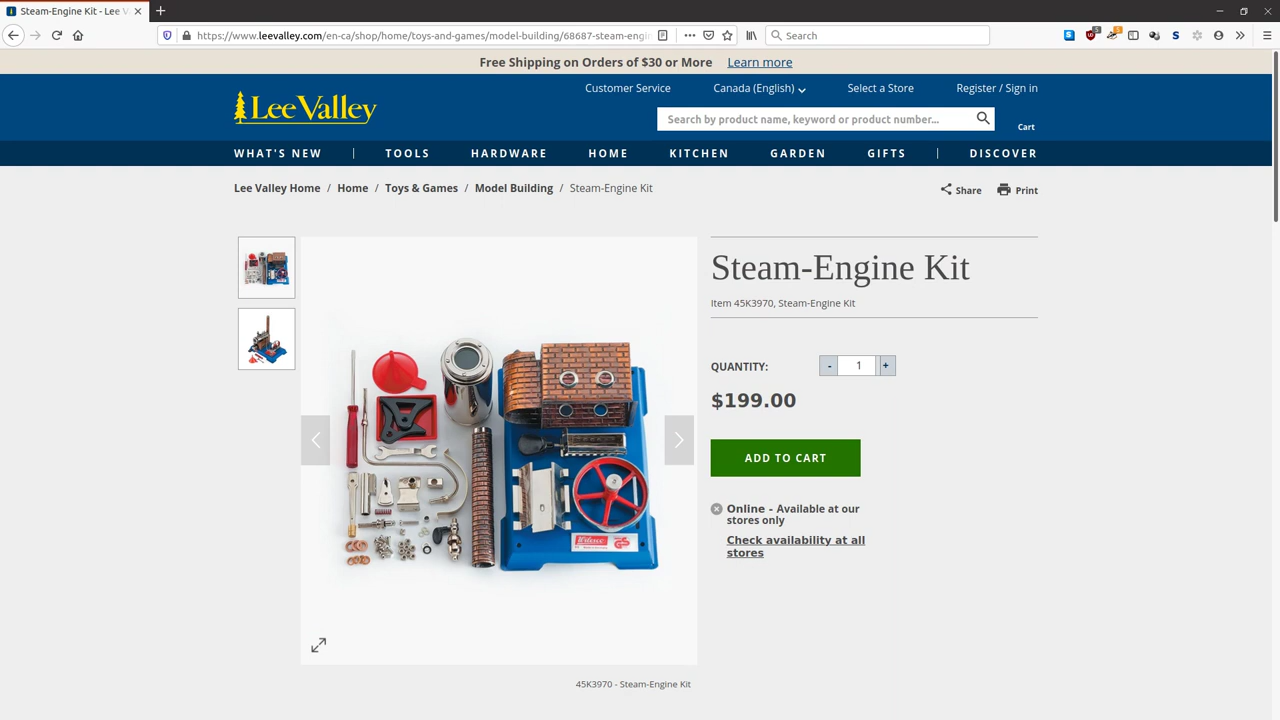 Steam-Engine Kit - Lee V
https://www.leevalley.com/en-ca/shop/home/toys-and-games/model-building/68687-steam-engin
Search
Free Shipping on Orders of $30 or More Learn more
Customer Service Canada (English) Select a Store Register / Sign in
Lee Valley
Search by product name, keyword or product number...
Cart
WHAT'S NEW | TOOLS HARDWARE HOME KITCHEN GARDEN GIFTS | DISCOVER
Lee Valley Home / Home / Toys & Games / Model Building / Steam-Engine Kit
Share Print
Steam-Engine Kit
Item 45K3970, Steam-Engine Kit
QUANTITY: - 1 +
$199.00
ADD TO CART
Online - Available at our
stores only
Check availability at all
stores
Wilesco
45K3970 - Steam-Engine Kit